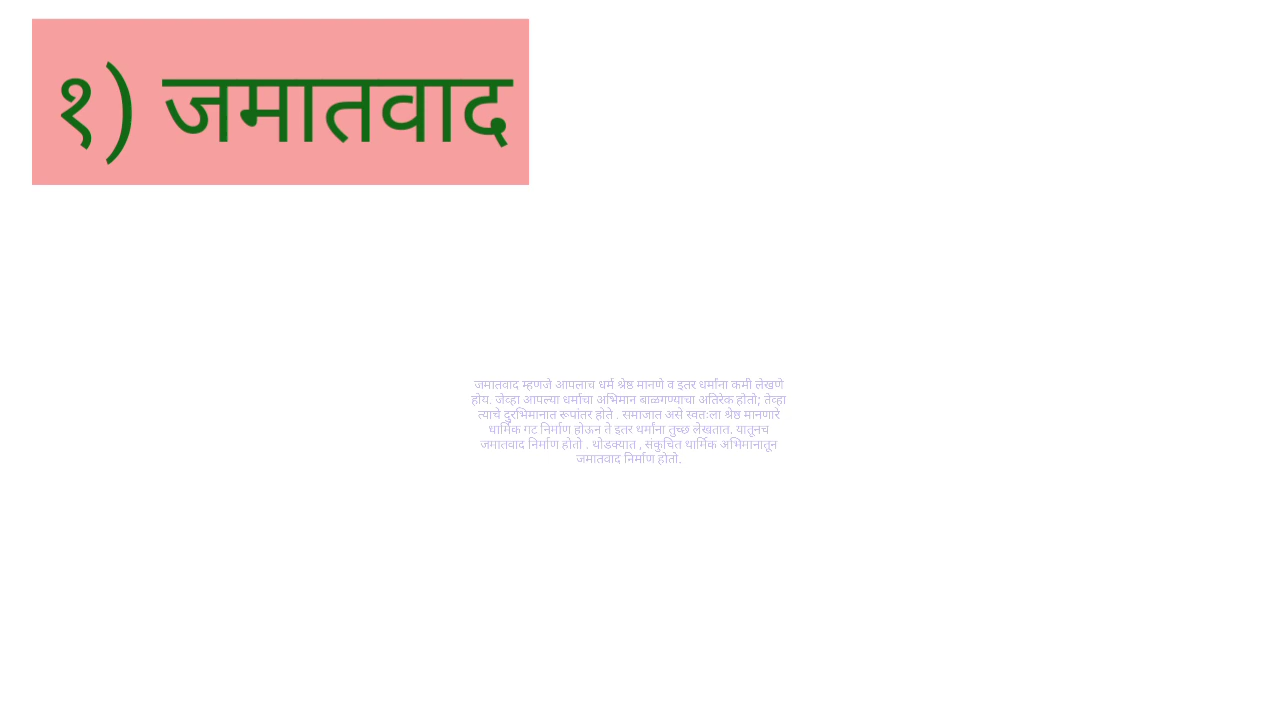 १) जमातवाद
जमातवाद म्हणजे आपलाच धर्म श्रेष्ठ मानणे व इतर धर्मांना कमी लेखणे
होय. जेव्हा आपल्या धर्माचा अभिमान बाळगण्याचा अतिरेक होतो; तेव्हा
त्याचे दुरभिमानात रूपांतर होते . समाजात असे स्वतःला श्रेष्ठ मानणारे
धार्मिक गट निर्माण होऊन ते इतर धर्मांना तुच्छ लेखतात. यातूनच
जमातवाद निर्माण होतो . थोडक्यात , संकुचित धार्मिक अभिमानातून
जमातवाद निर्माण होतो.